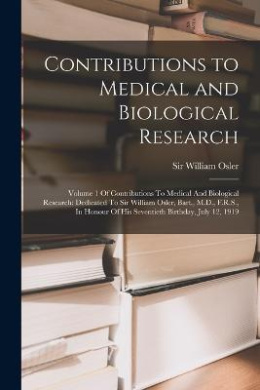 Contributions to
Medical and
Biological
Research
Sir William Osler
Volume 1 Of Contributions To Medical And Biological
Research: Dedicated To Sir William Osler, Bart., M.D., F.R.S.,
In Honour Of His Seventieth Birthday, July 12, 1919